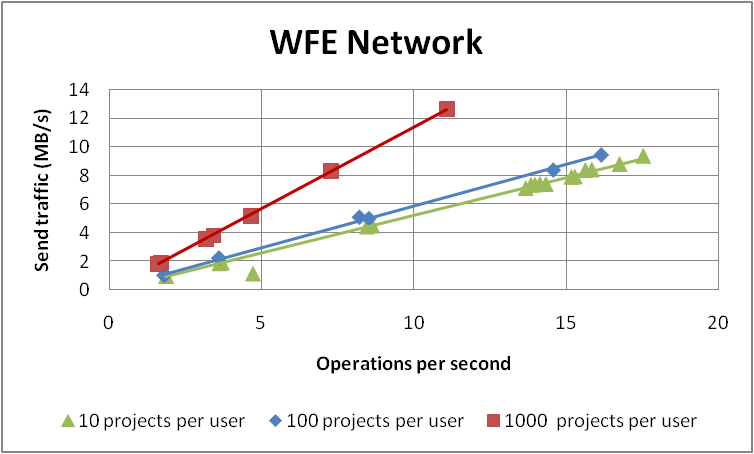 WFE Network
Send traffic (MB/s)
14
12
10
8
6
4
2
0
0 5 10 15 20
Operations per second
10 projects per user 100 projects per user 1000 projects per user